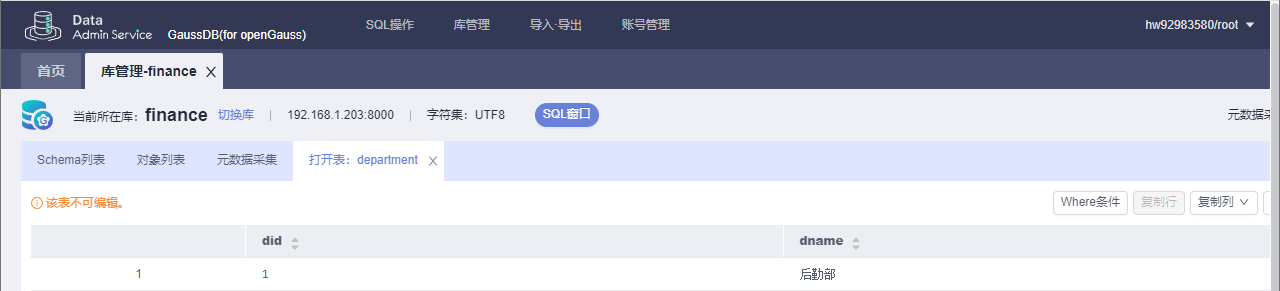 Data
Admin Service
GaussDB(for openGauss)
SQL操作
库管理
导入·导出
账号管理
hw92983580/root
首页
库管理-finance
当前所在库：finance
切换库
192.168.1.203:8000
字符集：UTF8
SQL窗口
元数据采
Schema列表
对象列表
元数据采集
打开表：department
该表不可编辑。
Where条件
复制行
复制列
did
dname
1
1
后勤部